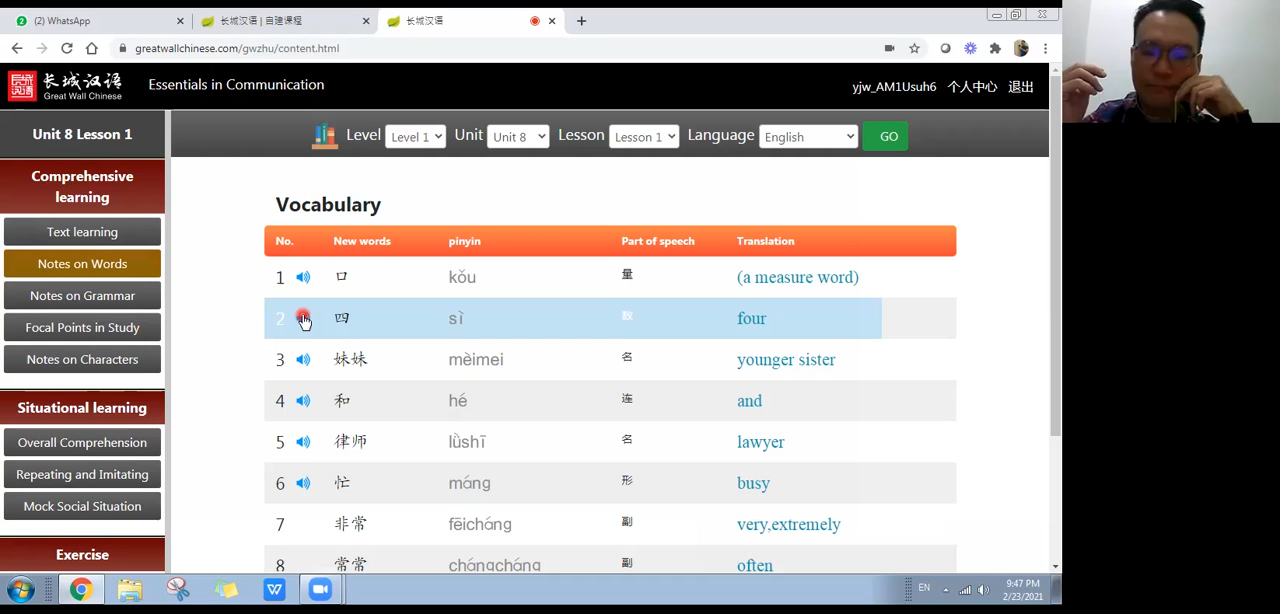 (2) WhatsApp
长城汉语 | 自建课程
长城汉语
greatwallchinese.com/gwzhu/content.html
长城汉语
Great Wall Chinese
Essentials in Communication
yjw_AM1Usuh6 个人中心 退出
Unit 8 Lesson 1
Level Level 1 Unit Unit 8 Lesson Lesson 1 Language English GO
Comprehensive
learning
Text learning
Notes on Words
Notes on Grammar
Focal Points in Study
Notes on Characters
Situational learning
Overall Comprehension
Repeating and Imitating
Mock Social Situation
Exercise
Vocabulary
No. New words pinyin Part of speech Translation
1 口 kǒu 量 (a measure word)
2 四 sì 数 four
3 妹妹 mèimei 名 younger sister
4 和 hé 连 and
5 律师 lǜshī 名 lawyer
6 忙 máng 形 busy
7 非常 fēicháng 副 very,extremely
8 常常 chángcháng 副 often
EN
9:47 PM
2/23/2021